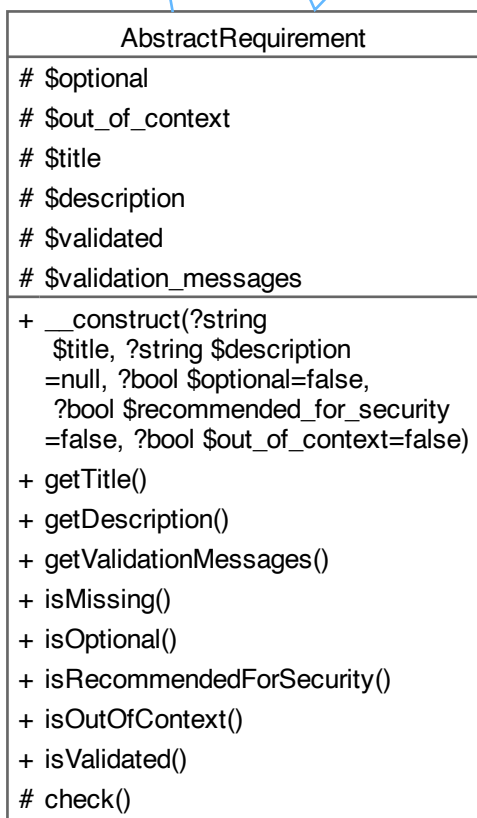 AbstractRequirement
# $optional
# $out_of_context
# $title
# $description
# $validated
# $validation_messages
+ __construct(?string
$title, ?string $description
=null, ?bool $optional=false,
?bool $recommended_for_security
=false, ?bool $out_of_context=false)
+ getTitle()
+ getDescription()
+ getValidationMessages()
+ isMissing()
+ isOptional()
+ isRecommendedForSecurity()
+ isOutOfContext()
+ isValidated()
# check()